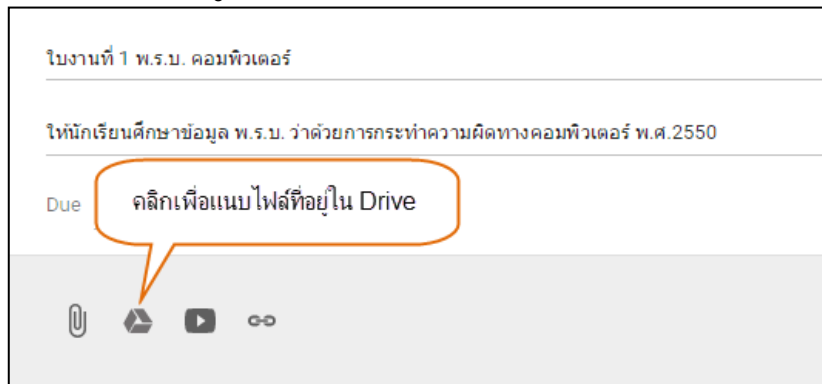 ใบงานที่ 1 พ.ร.บ. คอมพิวเตอร์
ให้นักเรียนศึกษาข้อมูล พ.ร.บ. ว่าด้วยการกระทำความผิดทางคอมพิวเตอร์ พ.ศ.2550
Due
คลิกเพื่อแนบไฟล์ที่อยู่ใน Drive